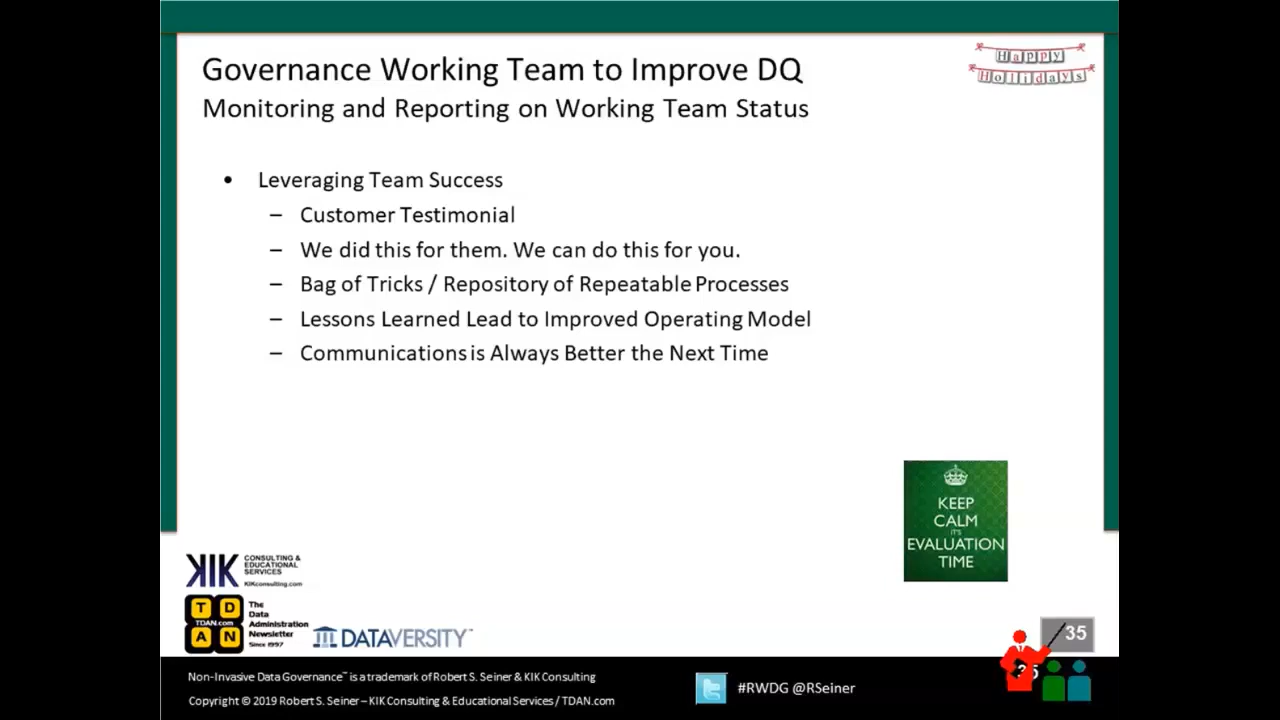 Governance Working Team to Improve DQ
Monitoring and Reporting on Working Team Status
Happy
Holidays
• Leveraging Team Success
– Customer Testimonial
– We did this for them. We can do this for you.
– Bag of Tricks / Repository of Repeatable Processes
– Lessons Learned Lead to Improved Operating Model
– Communications is Always Better the Next Time
KEEP
CALM
IT'S
EVALUATION
TIME
KIK CONSULTING &
EDUCATIONAL
SERVICES
KIKconsulting.com
T D
TDAN.com
A N
The
Data
Administration
Newsletter
Since 1997
DATAVERSITY™
35
35
Non-Invasive Data Governance™ is a trademark of Robert S. Seiner & KIK Consulting
Copyright © 2019 Robert S. Seiner – KIK Consulting & Educational Services / TDAN.com
#RWDG @RSeiner